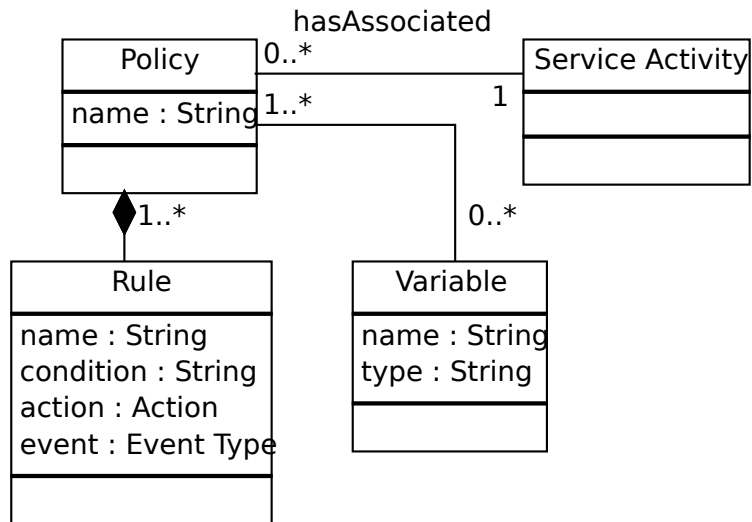 hasAssociated
Policy
0..*
Service Activity
name : String
1..*
1
1..*
0..*
Rule
Variable
name : String
condition : String
action : Action
event : Event Type
name : String
type : String